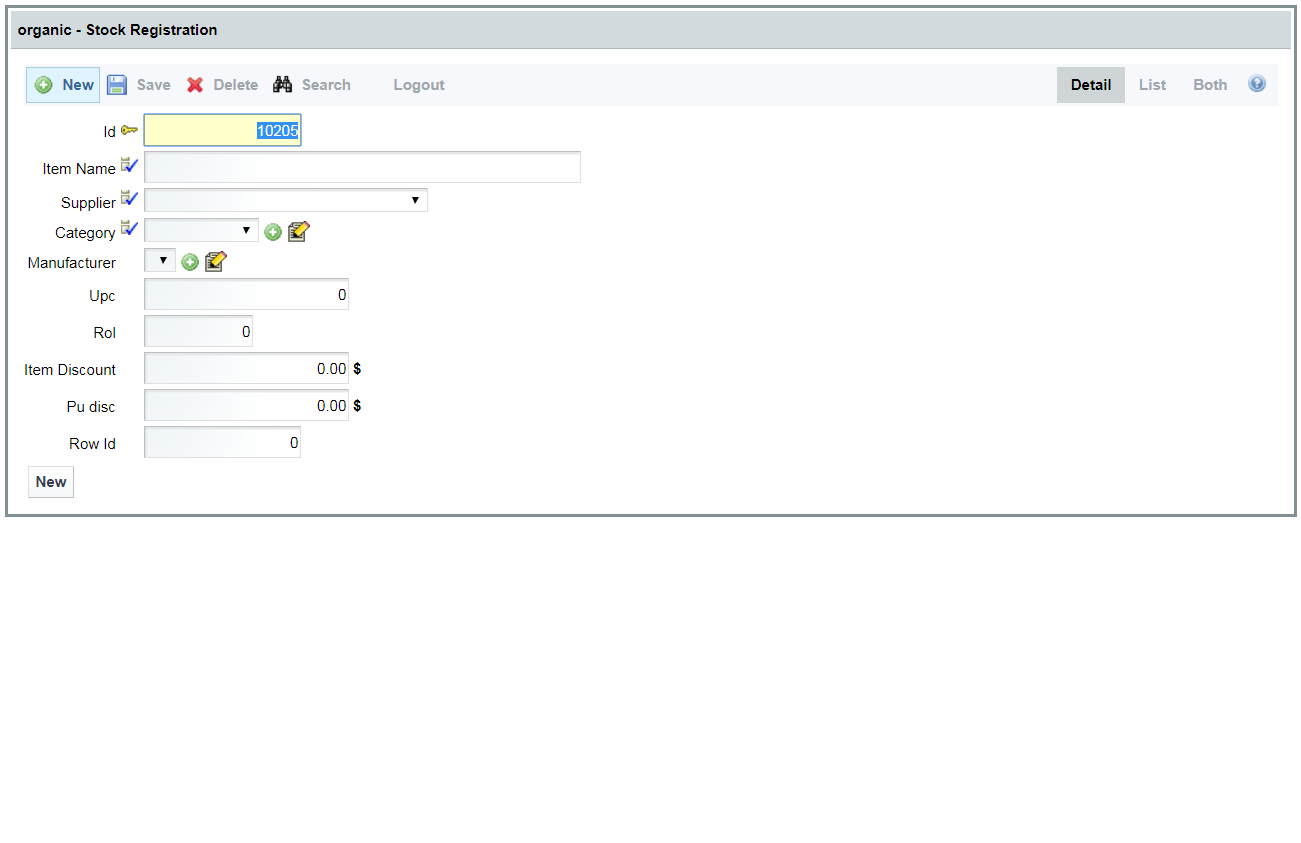 organic - Stock Registration
New Save Delete Search Logout Detail List Both ?
Id 10205
Item Name
Supplier
Category
Manufacturer
Upc 0
Rol 0
Item Discount 0.00 $
Pu disc 0.00 $
Row Id 0
New